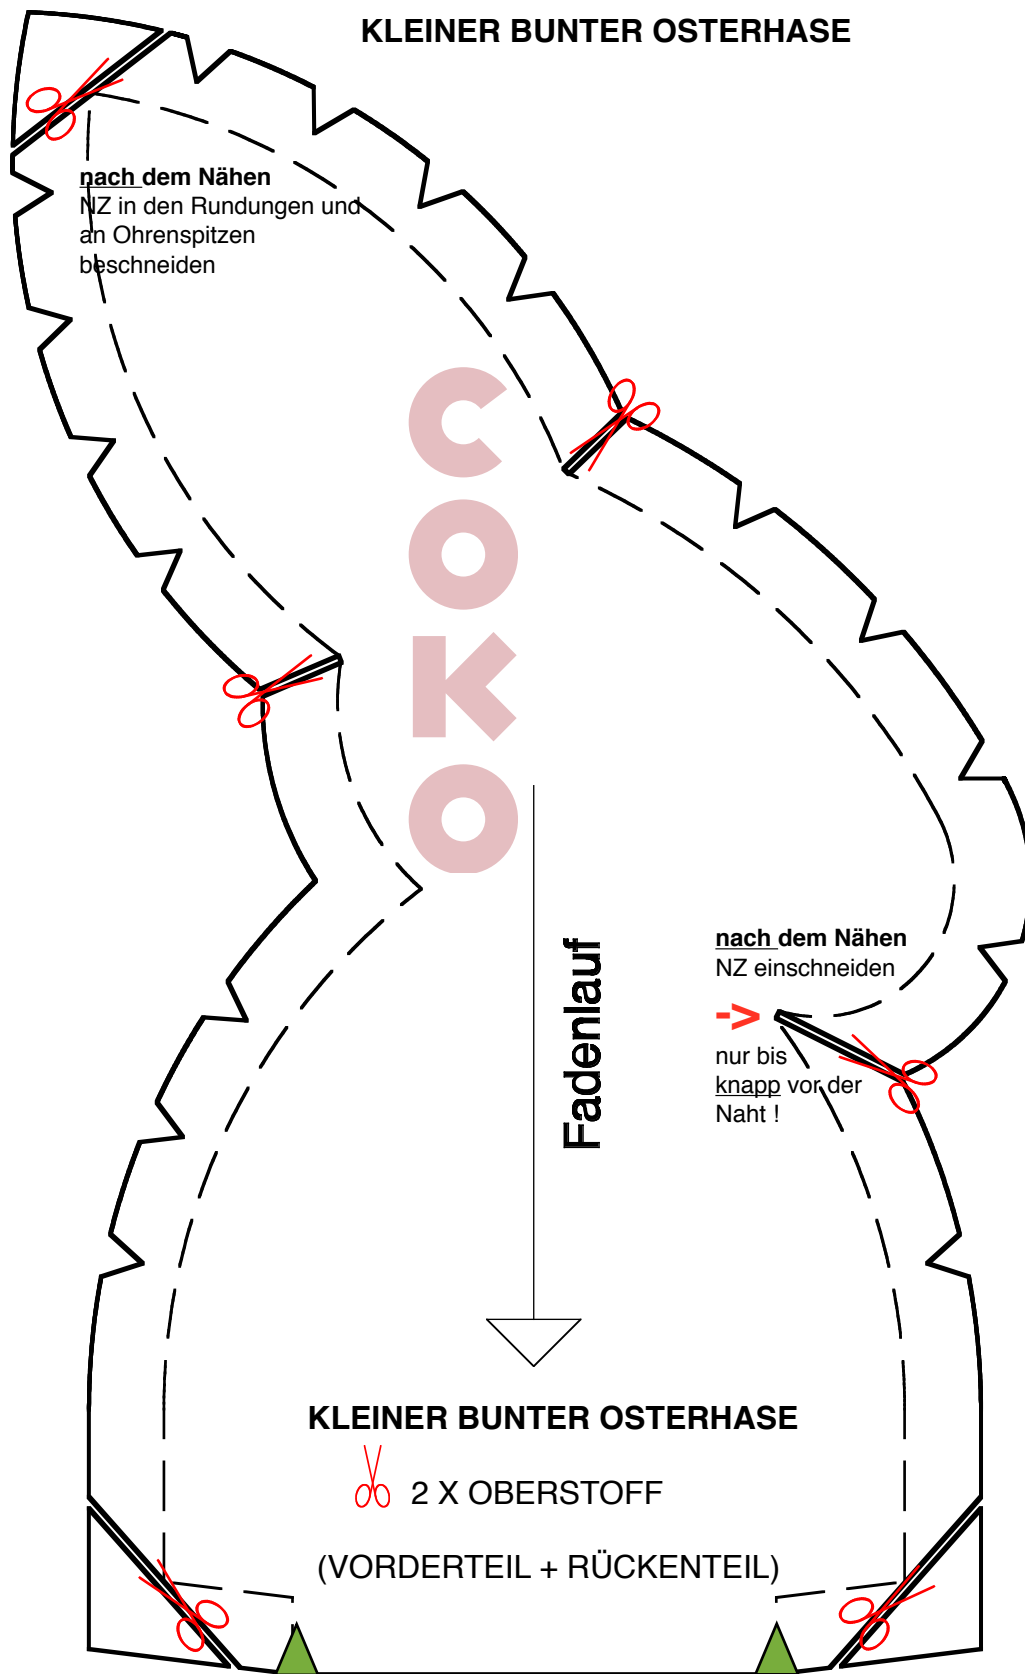 KLEINER BUNTER OSTERHASE
nach dem Nähen
NZ in den Rundungen und
an Ohrenspitzen
beschneiden
COKO
Fadenlauf
nach dem Nähen
NZ einschneiden
->
nur bis
knapp vor der
Naht !
KLEINER BUNTER OSTERHASE
2 X OBERSTOFF
(VORDERTEIL + RÜCKENTEIL)